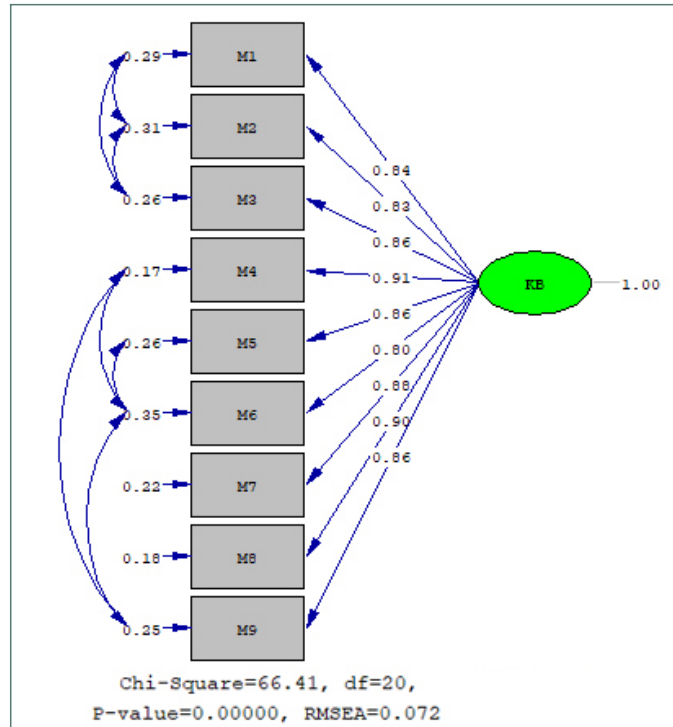 0.29 M1
0.31 M2
0.84
0.83
0.26 M3
0.86
0.17 M4
0.91
KB 1.00
0.86
0.26 M5
0.80
0.88
0.35 M6
0.90
0.86
0.22 M7
0.18 M8
0.25 M9
Chi-Square=66.41, df=20,
P-value=0.00000, RMSEA=0.072